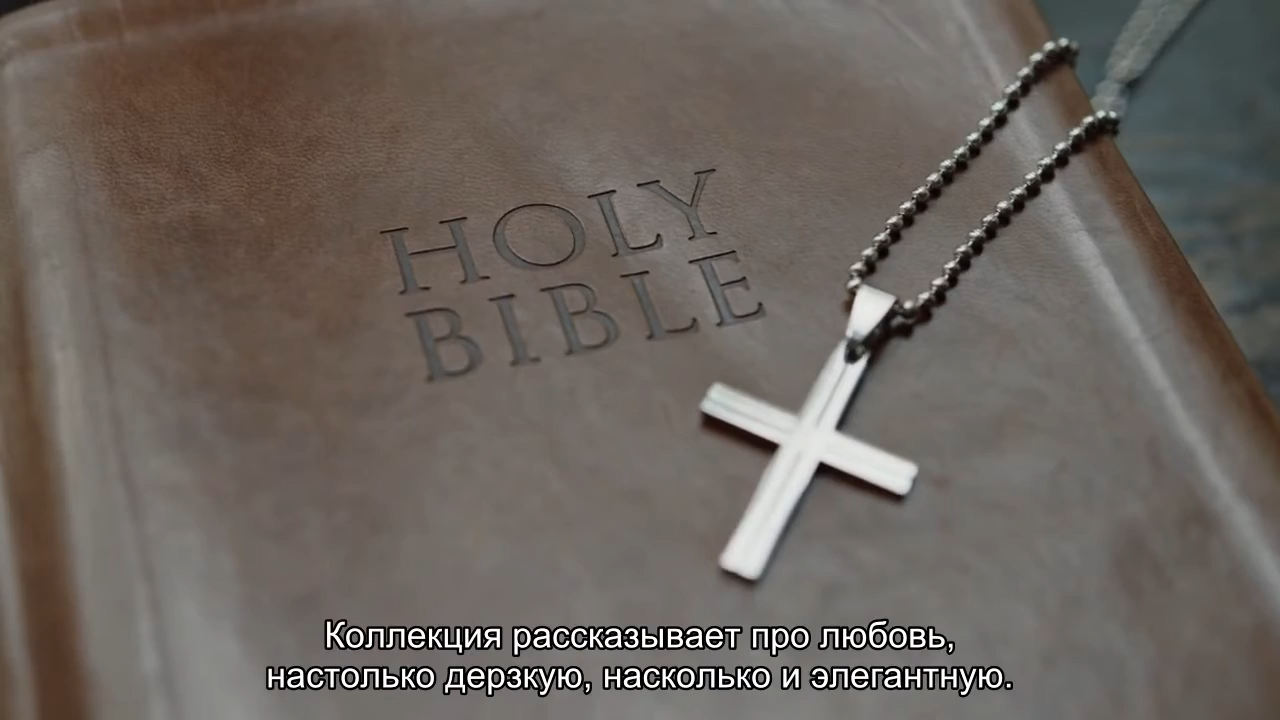 HOLY
BIBLE
Коллекция рассказывает про любовь,
настолько дерзкую, насколько и элегантную.